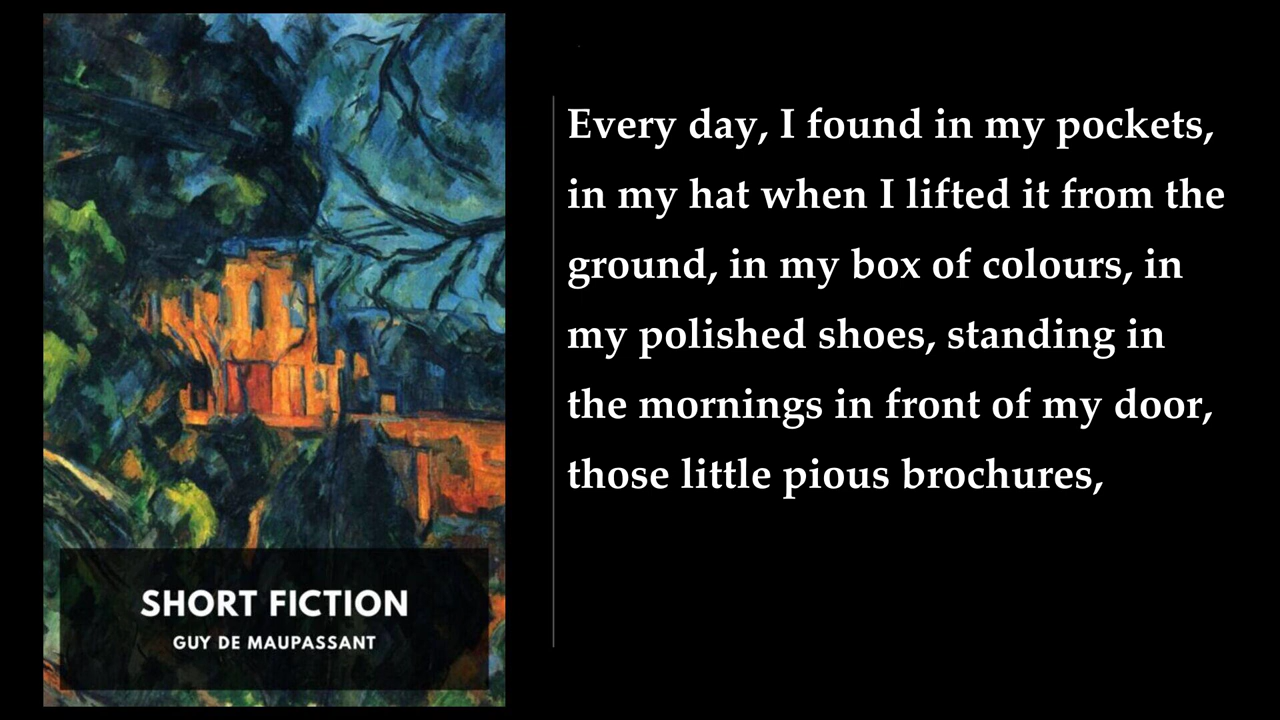 Every day, I found in my pockets,
in my hat when I lifted it from the
ground, in my box of colours, in
my polished shoes, standing in
the mornings in front of my door,
those little pious brochures,
SHORT FICTION
GUY DE MAUPASSANT